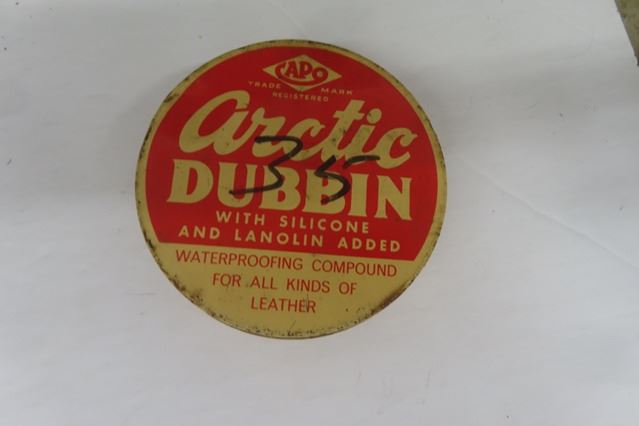 CAPO
TRADE MARK
REGISTERED
Arctic
35
DUBBIN
WITH SILICONE
AND LANOLIN ADDED
WATERPROOFING COMPOUND
FOR ALL KINDS OF
LEATHER